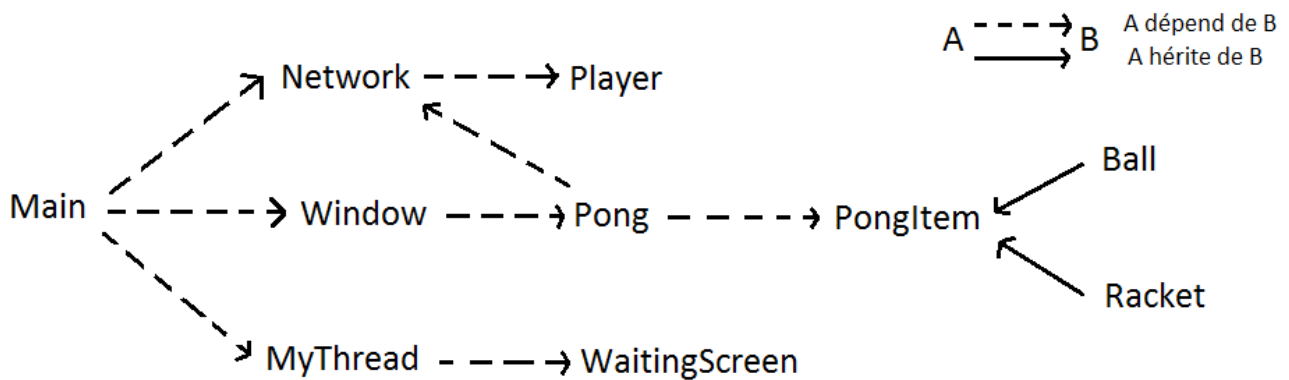 A B A dépend de B
A hérite de B
Network Player
Ball
Main Window Pong PongItem
Racket
MyThread WaitingScreen